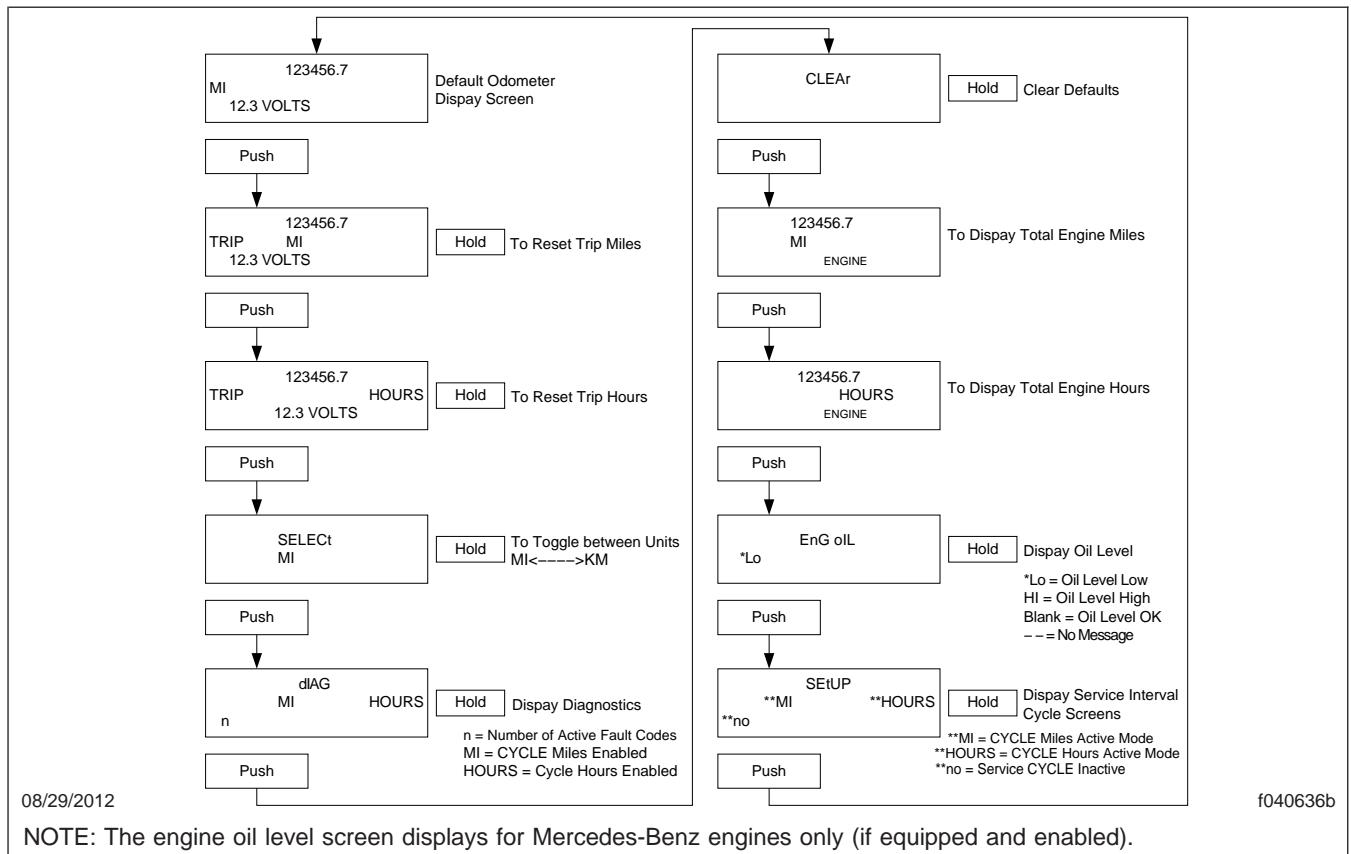 123456.7
MI
12.3 VOLTS
Default Odometer
Dispay Screen
Push
123456.7
TRIP MI
12.3 VOLTS
Hold
To Reset Trip Miles
Push
123456.7
TRIP HOURS
12.3 VOLTS
Hold
To Reset Trip Hours
Push
SELECt
MI
Hold
To Toggle between Units
MI<−−−−>KM
Push
dIAG
MI HOURS
n
Hold
Dispay Diagnostics
n = Number of Active Fault Codes
MI = CYCLE Miles Enabled
HOURS = Cycle Hours Enabled
Push
CLEAr
Hold
Clear Defaults
Push
123456.7
MI
ENGINE
To Dispay Total Engine Miles
Push
123456.7
HOURS
ENGINE
To Dispay Total Engine Hours
Push
EnG oIL
*Lo
Hold
Dispay Oil Level
*Lo = Oil Level Low
HI = Oil Level High
Blank = Oil Level OK
− − = No Message
Push
SEtUP
**MI **HOURS
**no
Hold
Dispay Service Interval
Cycle Screens
**MI = CYCLE Miles Active Mode
**HOURS = CYCLE Hours Active Mode
**no = Service CYCLE Inactive
Push
08/29/2012
f040636b
NOTE: The engine oil level screen displays for Mercedes-Benz engines only (if equipped and enabled).